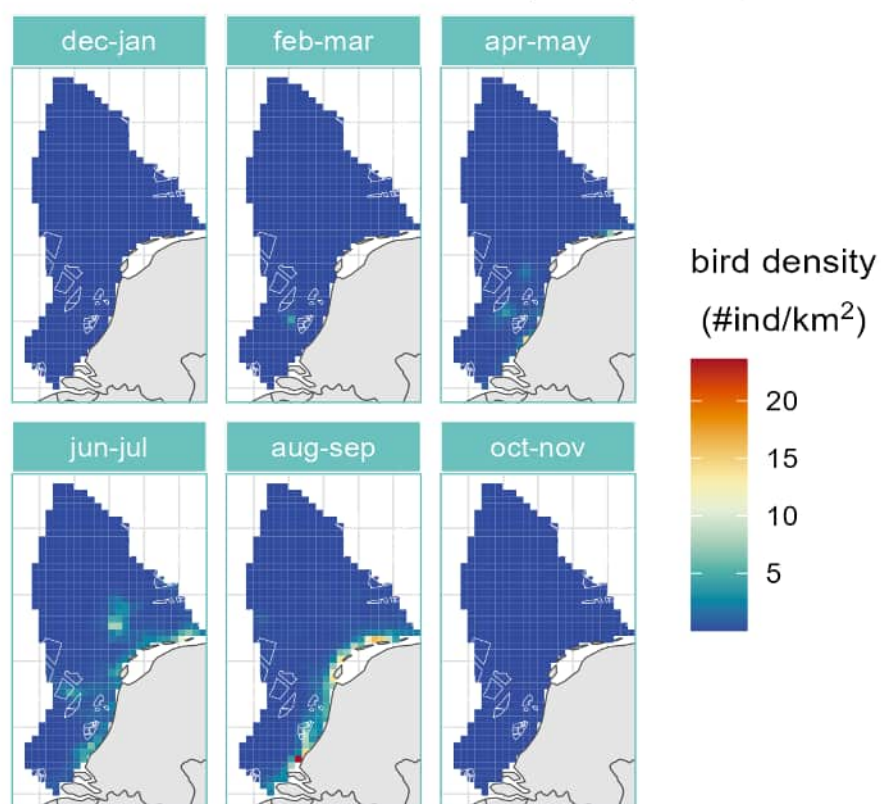 dec-jan
feb-mar
apr-may
bird density
(#ind/km²)
20
15
10
5
jun-jul
aug-sep
oct-nov